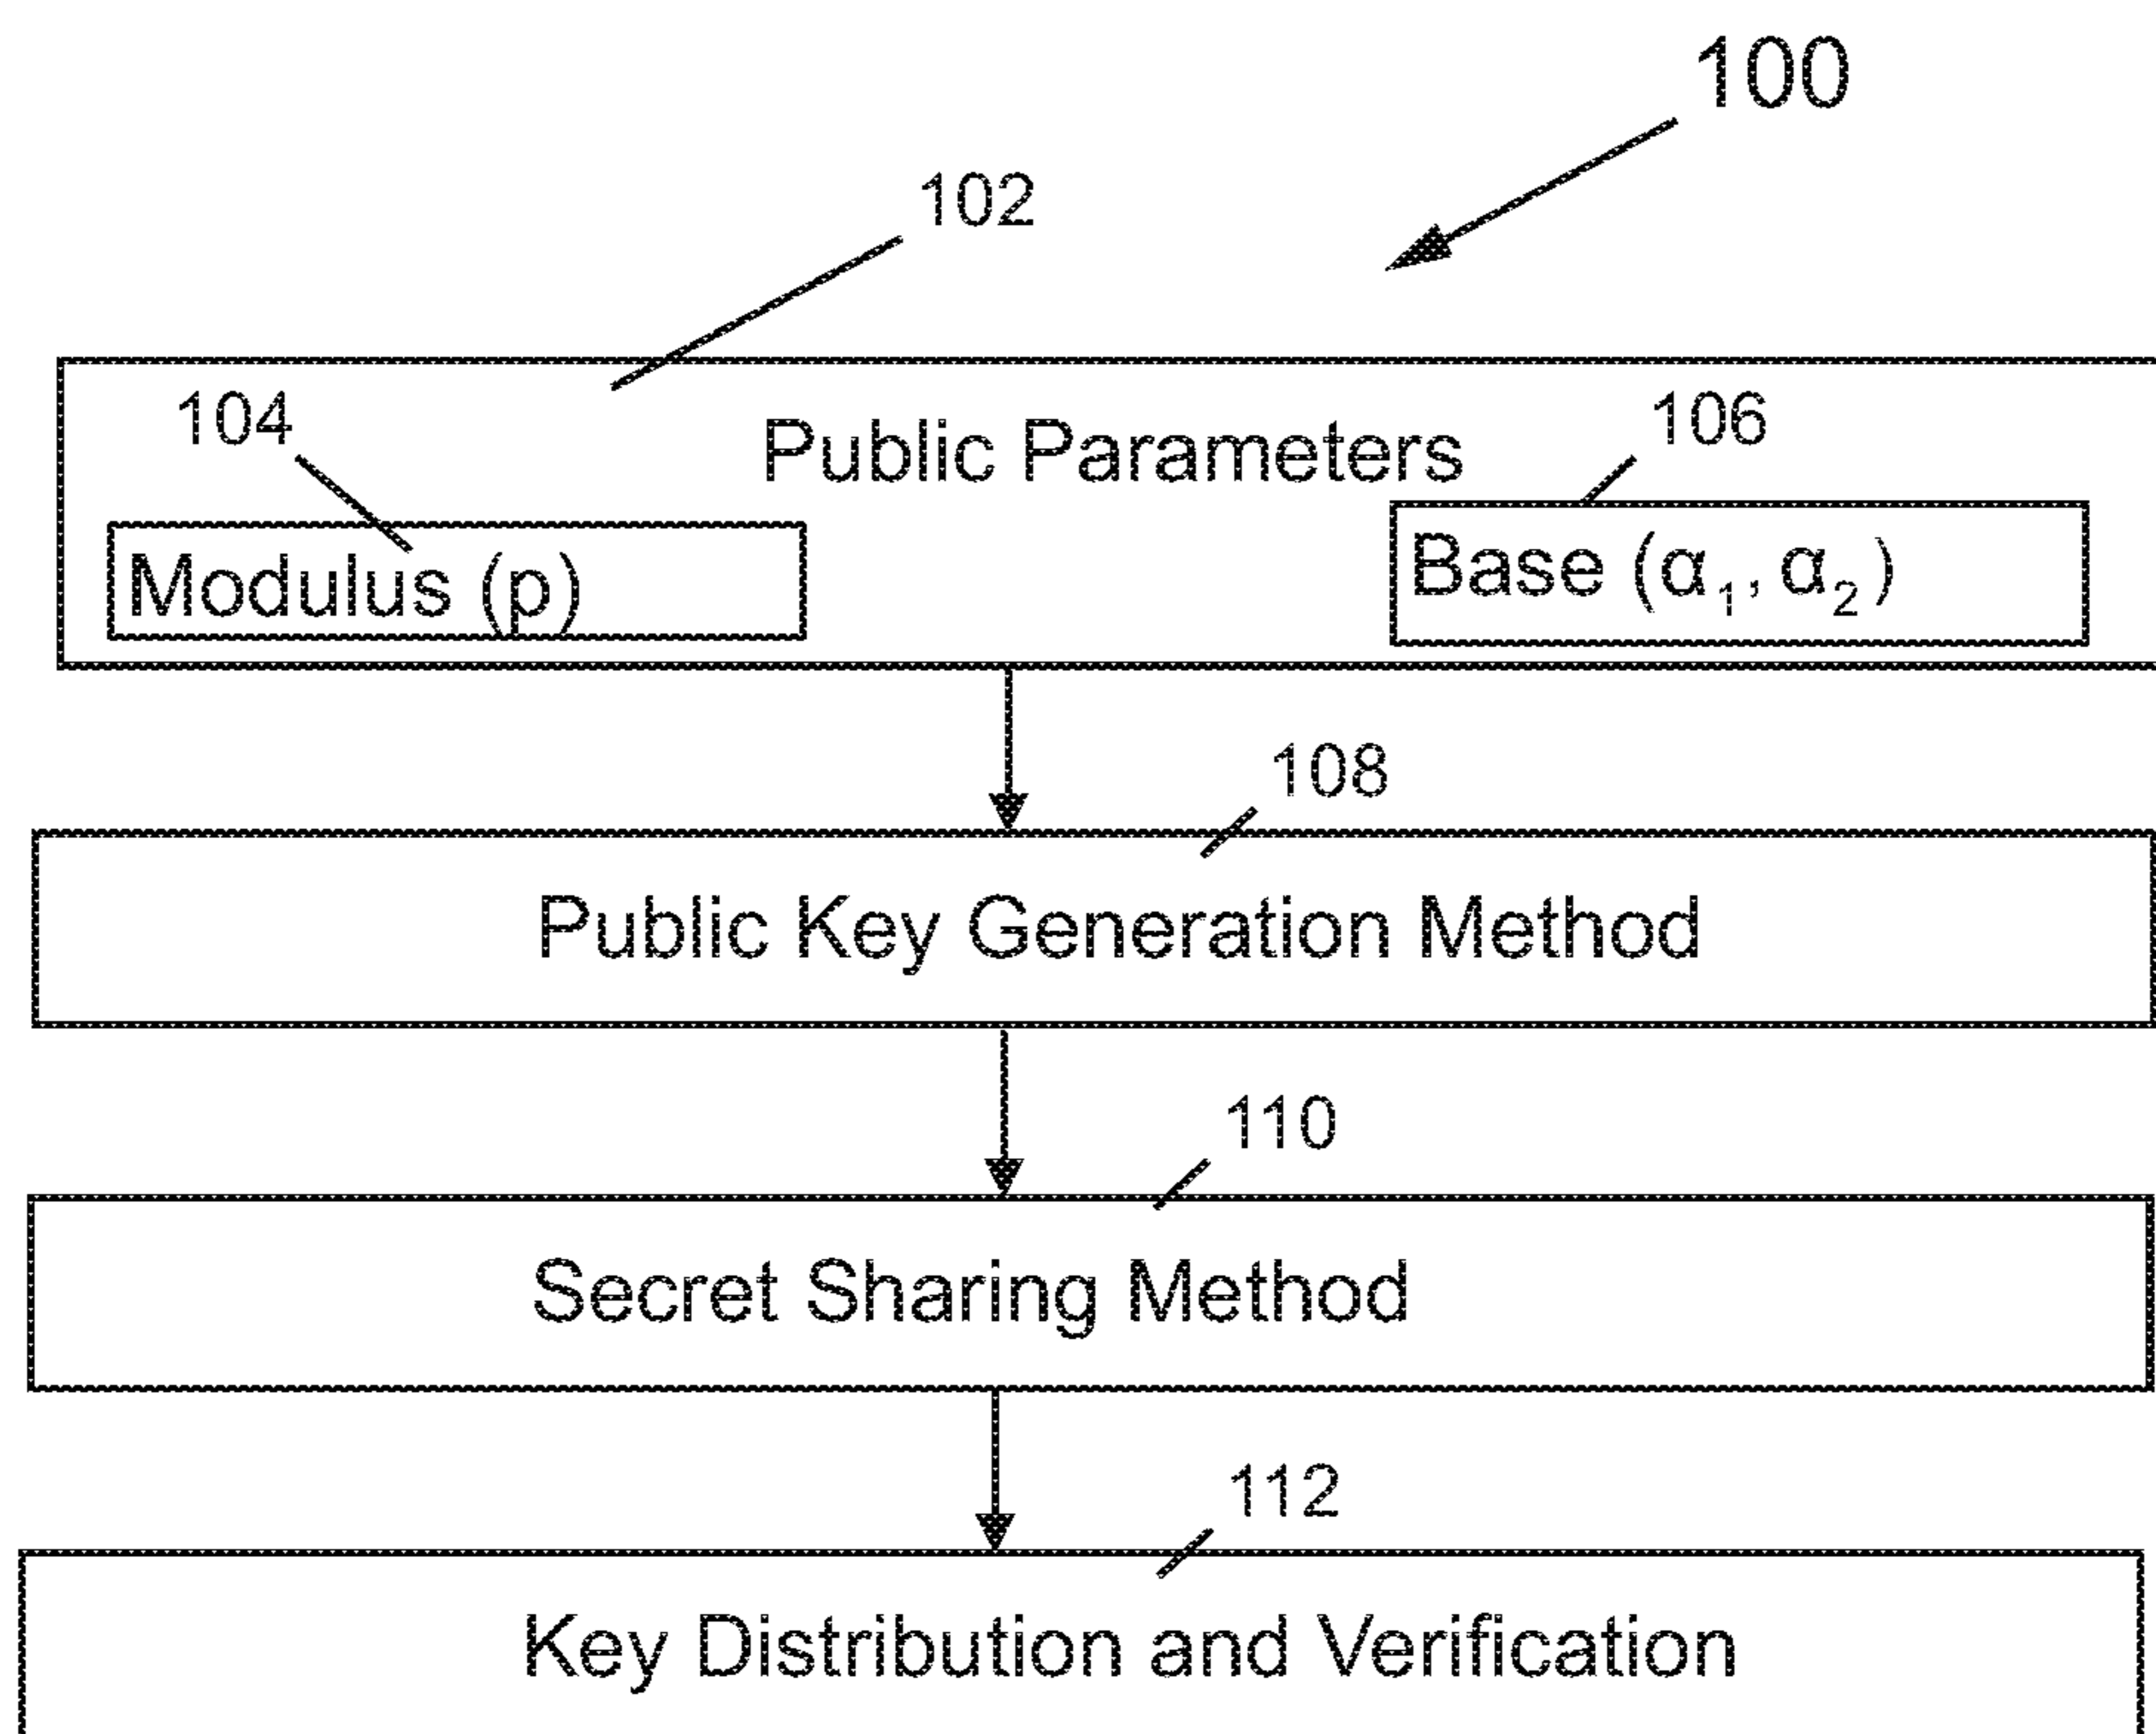 100
102
104
Public Parameters
106
Modulus (p)
Base (α₁, α₂)
108
Public Key Generation Method
110
Secret Sharing Method
112
Key Distribution and Verification